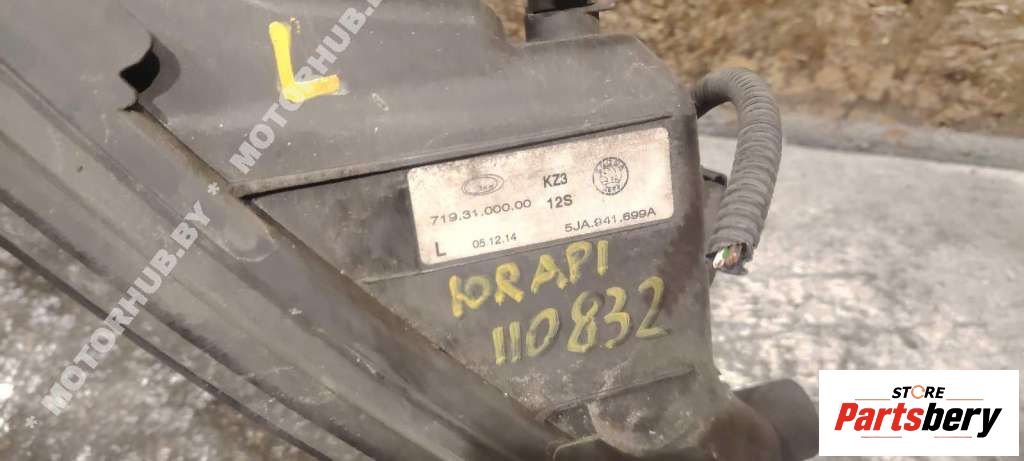 L
KZ3
719.31.000.00 12S
L 05.12.14 5JA.941.699A
ЮRAPI
110832
MOTORHUB.BY * MOTORHUB.BY
STORE
Partsbery